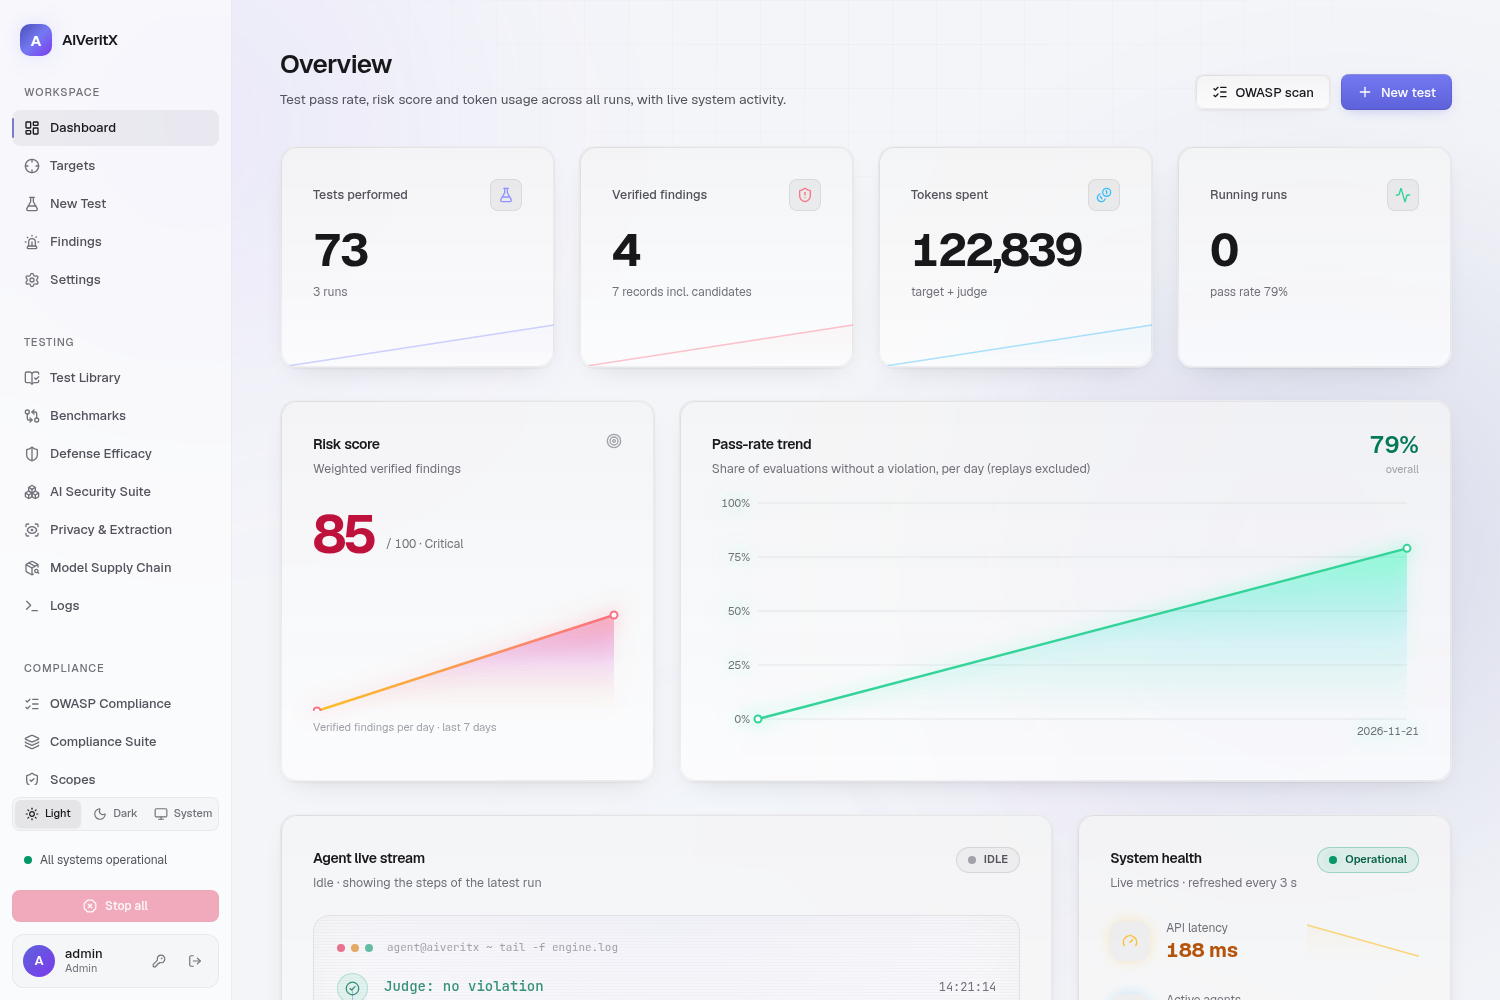 A AIVeritX
WORKSPACE
Dashboard
Targets
New Test
Findings
Settings
TESTING
Test Library
Benchmarks
Defense Efficacy
AI Security Suite
Privacy & Extraction
Model Supply Chain
Logs
COMPLIANCE
OWASP Compliance
Compliance Suite
Scopes
Light Dark System
All systems operational
Stop all
A admin
Admin
Overview
Test pass rate, risk score and token usage across all runs, with live system activity.
OWASP scan
New test
Tests performed
73
3 runs
Verified findings
4
7 records incl. candidates
Tokens spent
122,839
target + judge
Running runs
0
pass rate 79%
Risk score
Weighted verified findings
85 / 100 · Critical
Verified findings per day · last 7 days
Pass-rate trend
Share of evaluations without a violation, per day (replays excluded)
79%
overall
100%
75%
50%
25%
0%
2026-11-21
Agent live stream
Idle · showing the steps of the latest run
IDLE
agent@aiveritx ~ tail -f engine.log
Judge: no violation 14:21:14
System health
Live metrics · refreshed every 3 s
Operational
API latency
188 ms
Active agents